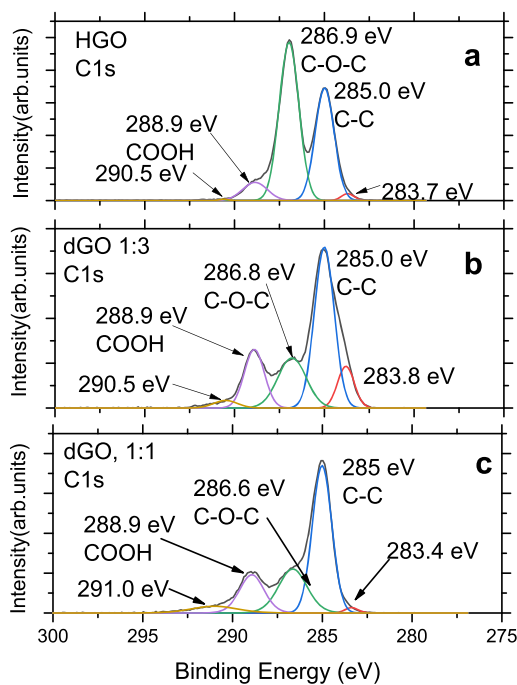 Intensity(arb.units)
HGO
C1s
a
286.9 eV
C-O-C
285.0 eV
C-C
288.9 eV
COOH
290.5 eV
283.7 eV
Intensity(arb.units)
dGO 1:3
C1s
b
286.8 eV
C-O-C
285.0 eV
C-C
288.9 eV
COOH
290.5 eV
283.8 eV
Intensity(arb.units)
dGO, 1:1
C1s
c
286.6 eV
C-O-C
285 eV
C-C
288.9 eV
COOH
291.0 eV
283.4 eV
300 295 290 285 280 275
Binding Energy (eV)